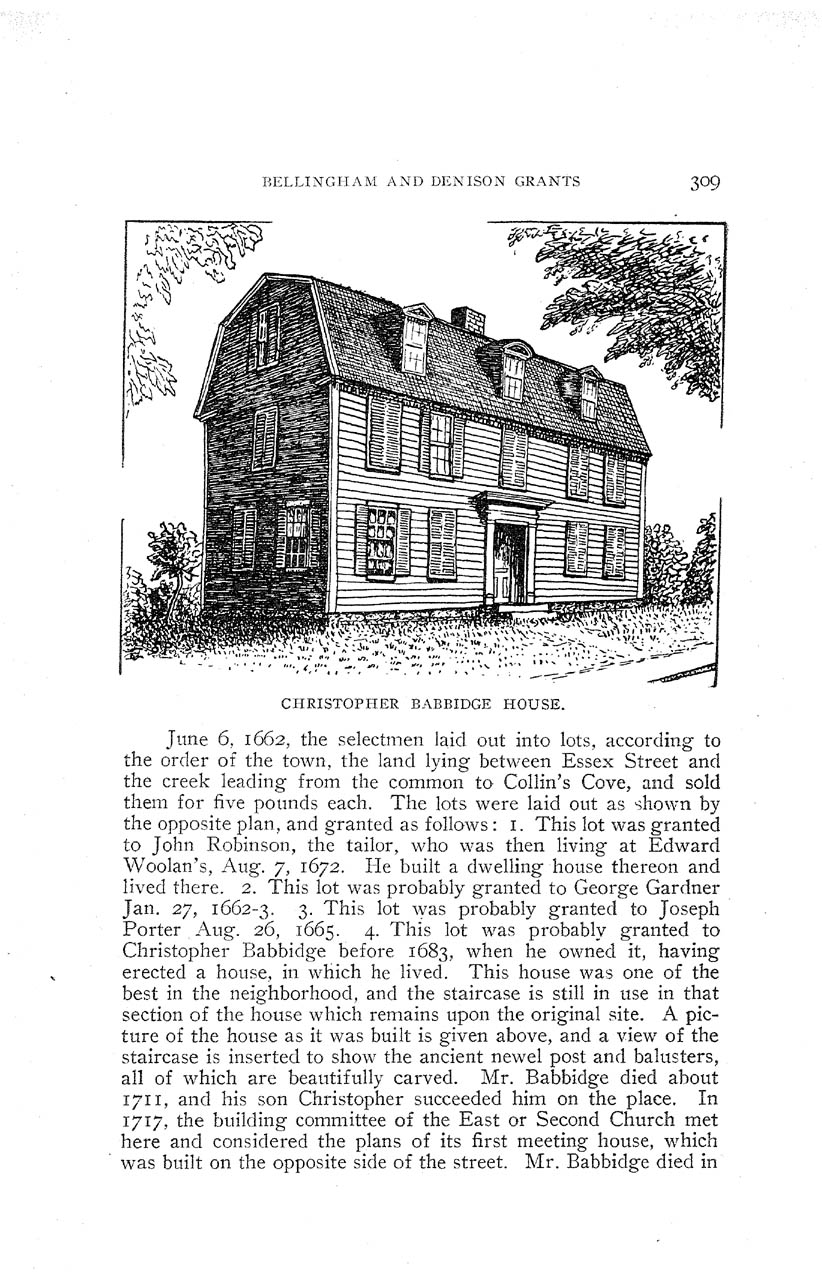 BELLINGHAM AND DENISON GRANTS 309
CHRISTOPHER BABBIDGE HOUSE.
June 6, 1662, the selectmen laid out into lots, according to
the order of the town, the land lying between Essex Street and
the creek leading from the common to Collin's Cove, and sold
them for five pounds each. The lots were laid out as shown by
the opposite plan, and granted as follows: 1. This lot was granted
to John Robinson, the tailor, who was then living at Edward
Woolan's, Aug. 7, 1672. He built a dwelling house thereon and
lived there. 2. This lot was probably granted to George Gardner
Jan. 27, 1662-3. 3. This lot was probably granted to Joseph
Porter Aug. 26, 1665. 4. This lot was probably granted to
Christopher Babbidge before 1683, when he owned it, having
erected a house, in which he lived. This house was one of the
best in the neighborhood, and the staircase is still in use in that
section of the house which remains upon the original site. A pic-
ture of the house as it was built is given above, and a view of the
staircase is inserted to show the ancient newel post and balusters,
all of which are beautifully carved. Mr. Babbidge died about
1711, and his son Christopher succeeded him on the place. In
1717, the building committee of the East or Second Church met
here and considered the plans of its first meeting house, which
was built on the opposite side of the street. Mr. Babbidge died in